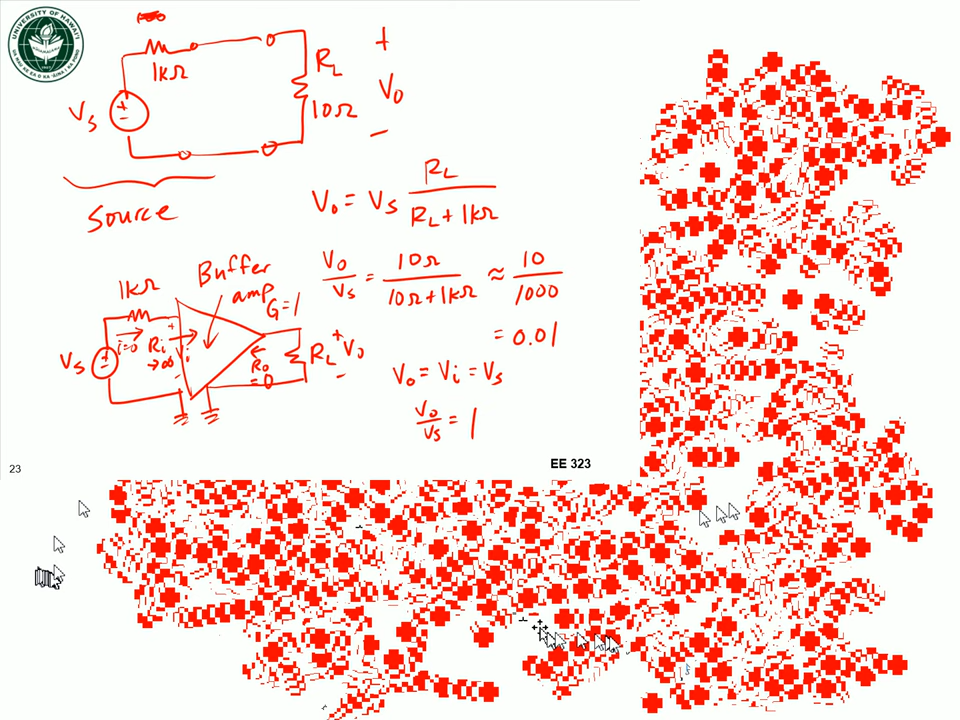 UNIVERSITY OF HAWAI'I
1kΩ
Vs
+
-
RL
10Ω
+
Vo
-
Source
Vo = Vs RL / RL + 1kΩ
Vo / Vs = 10Ω / 10Ω + 1kΩ ≈ 10 / 1000
= 0.01
Buffer
amp
G=1
1kΩ
Vs
i=0
Ri
→∞
+
Vi
-
Ro
=0
RL
+
Vo
-
Vo = Vi = Vs
Vo / Vs = 1
23
EE 323